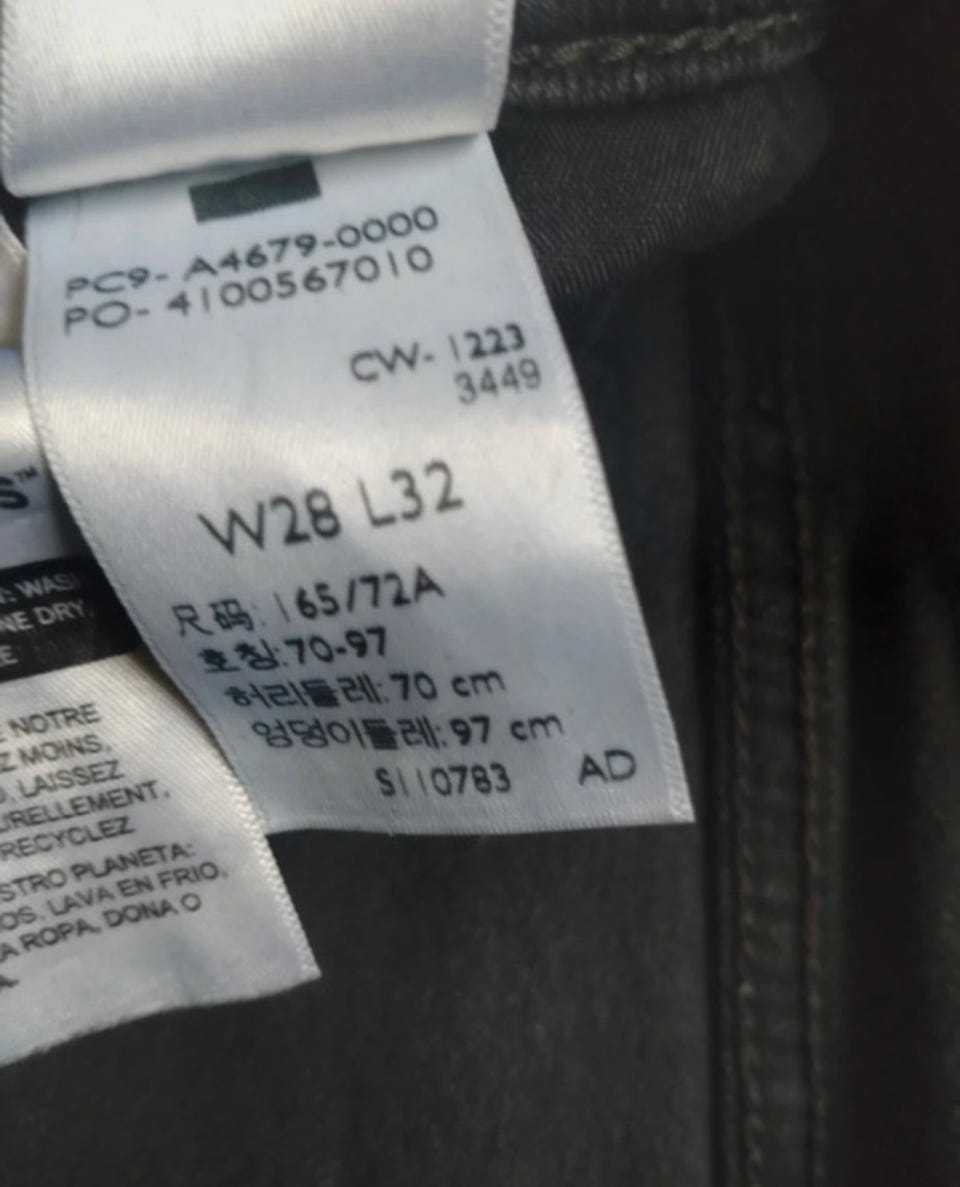 PC9- A4679-0000
PO- 4100567010
CW- 1223
3449
W28 L32
尺码: 165/72A
호칭:70-97
허리둘레:70 cm
엉덩이둘레:97 cm
S110783 AD
S™
WASH
NE DRY.
E
NOTRE
Z MOINS,
LAISSEZ
URELLEMENT.
RECYCLEZ
STRO PLANETA:
OS, LAVA EN FRIO,
A ROPA, DONA O
A.